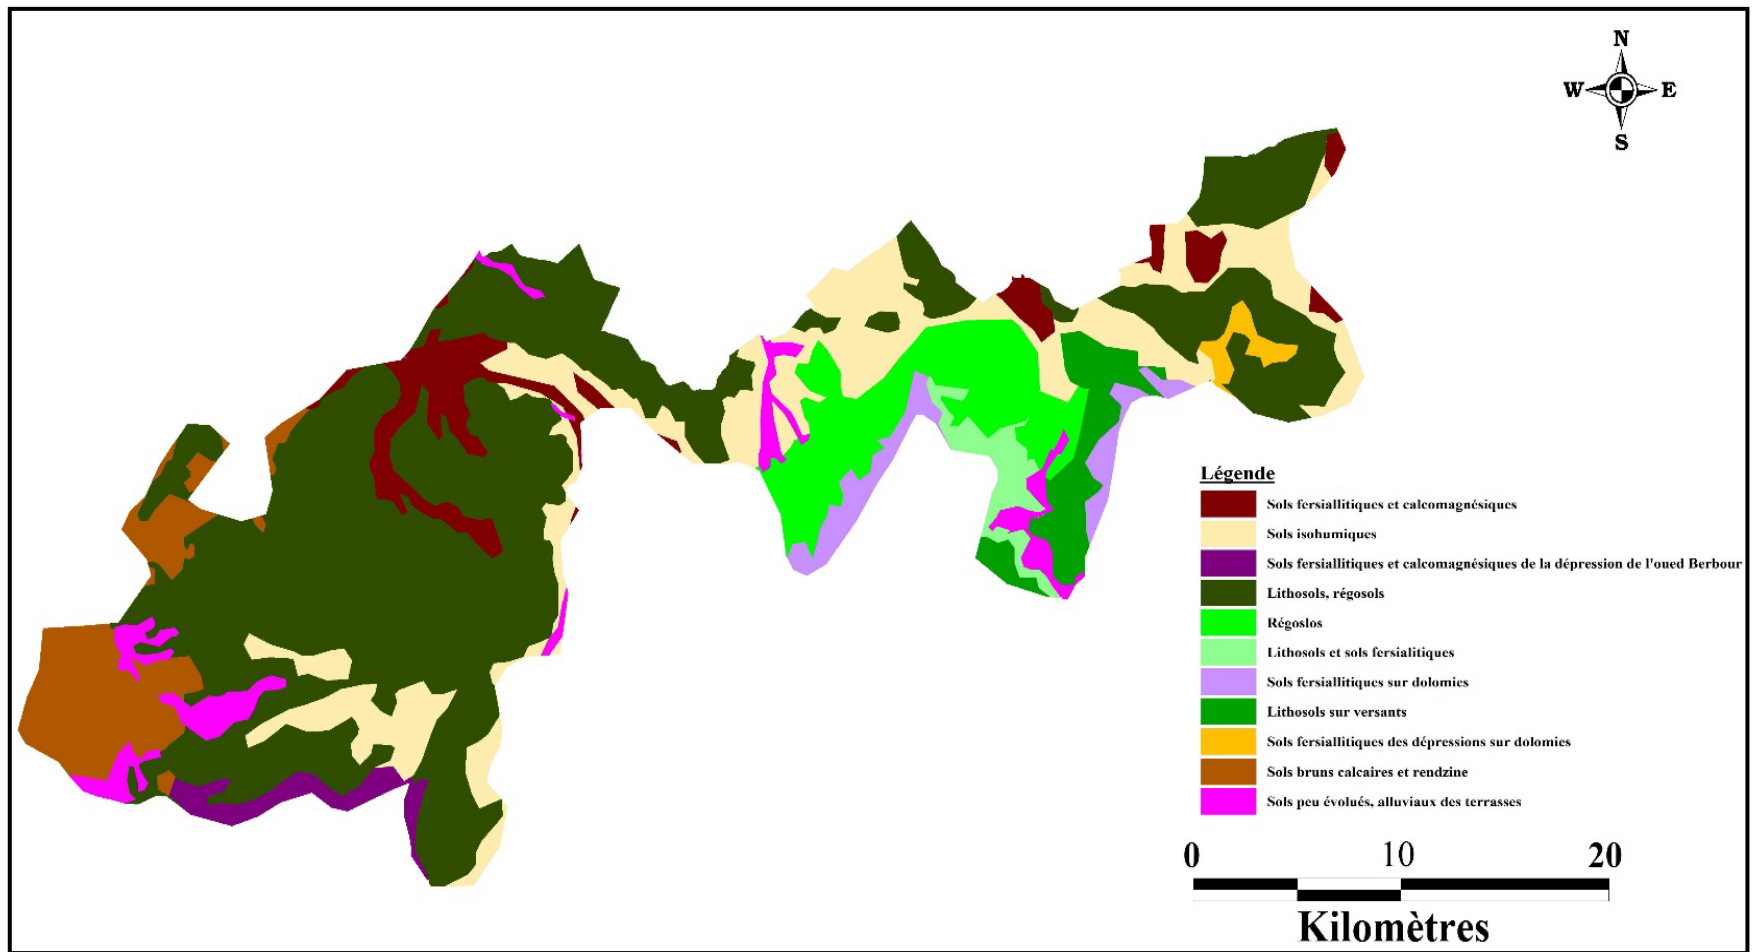 N
W E
S
Légende
Sols fersiallitiques et calcomagnésiques
Sols isohumiques
Sols fersiallitiques et calcomagnésiques de la dépression de l'oued Berbour
Lithosols, régosols
Régoslos
Lithosols et sols fersialitiques
Sols fersiallitiques sur dolomies
Lithosols sur versants
Sols fersiallitiques des dépressions sur dolomies
Sols bruns calcaires et rendzine
Sols peu évolués, alluviaux des terrasses
0 10 20
Kilomètres